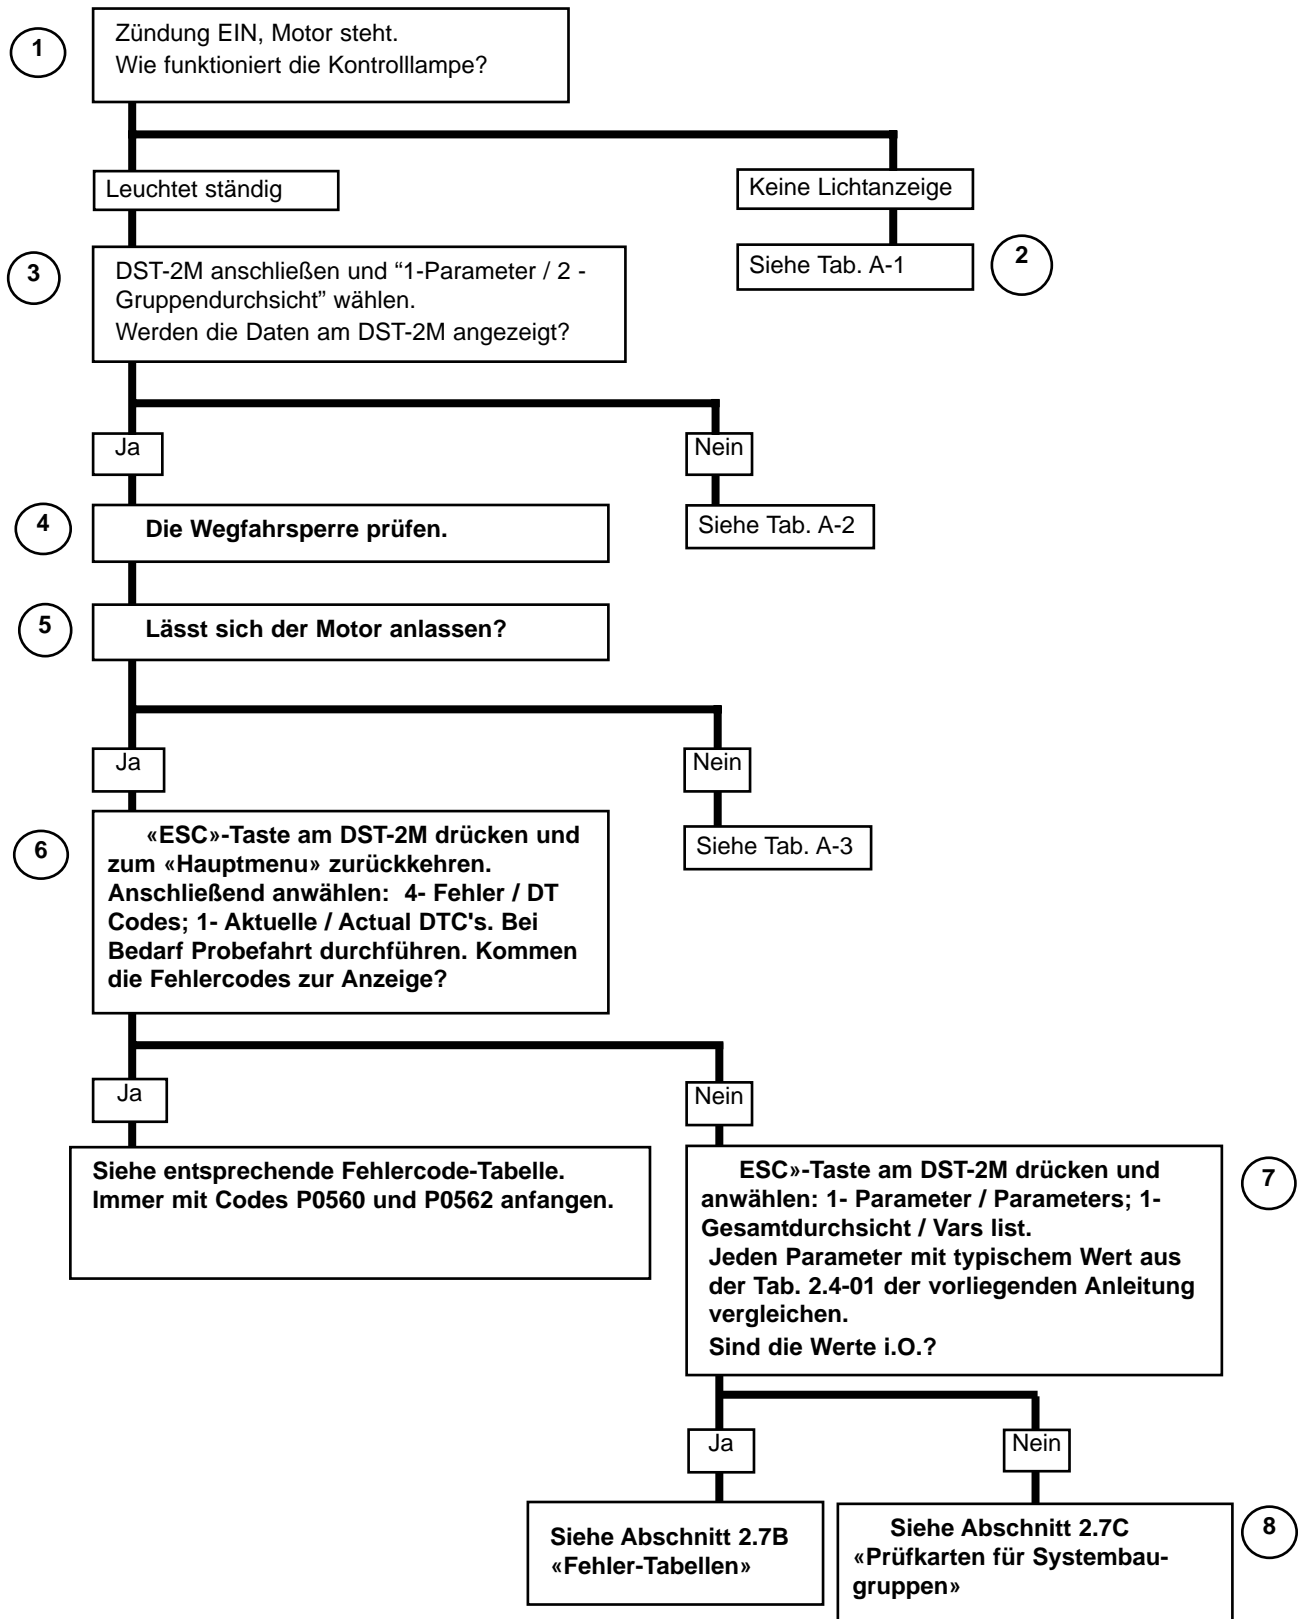 1
Zündung EIN, Motor steht.
Wie funktioniert die Kontrolllampe?
Leuchtet ständig
Keine Lichtanzeige
3
DST-2M anschließen und “1-Parameter / 2 -
Gruppendurchsicht” wählen.
Werden die Daten am DST-2M angezeigt?
Siehe Tab. A-1
2
Ja
Nein
4
Die Wegfahrsperre prüfen.
Siehe Tab. A-2
5
Lässt sich der Motor anlassen?
Ja
Nein
6
«ESC»-Taste am DST-2M drücken und
zum «Hauptmenu» zurückkehren.
Anschließend anwählen: 4- Fehler / DT
Codes; 1- Aktuelle / Actual DTC's. Bei
Bedarf Probefahrt durchführen. Kommen
die Fehlercodes zur Anzeige?
Siehe Tab. A-3
Ja
Nein
Siehe entsprechende Fehlercode-Tabelle.
Immer mit Codes P0560 und P0562 anfangen.
ESC»-Taste am DST-2M drücken und
anwählen: 1- Parameter / Parameters; 1-
Gesamtdurchsicht / Vars list.
Jeden Parameter mit typischem Wert aus
der Tab. 2.4-01 der vorliegenden Anleitung
vergleichen.
Sind die Werte i.O.?
7
Ja
Nein
Siehe Abschnitt 2.7B
«Fehler-Tabellen»
Siehe Abschnitt 2.7C
«Prüfkarten für Systembau-
gruppen»
8